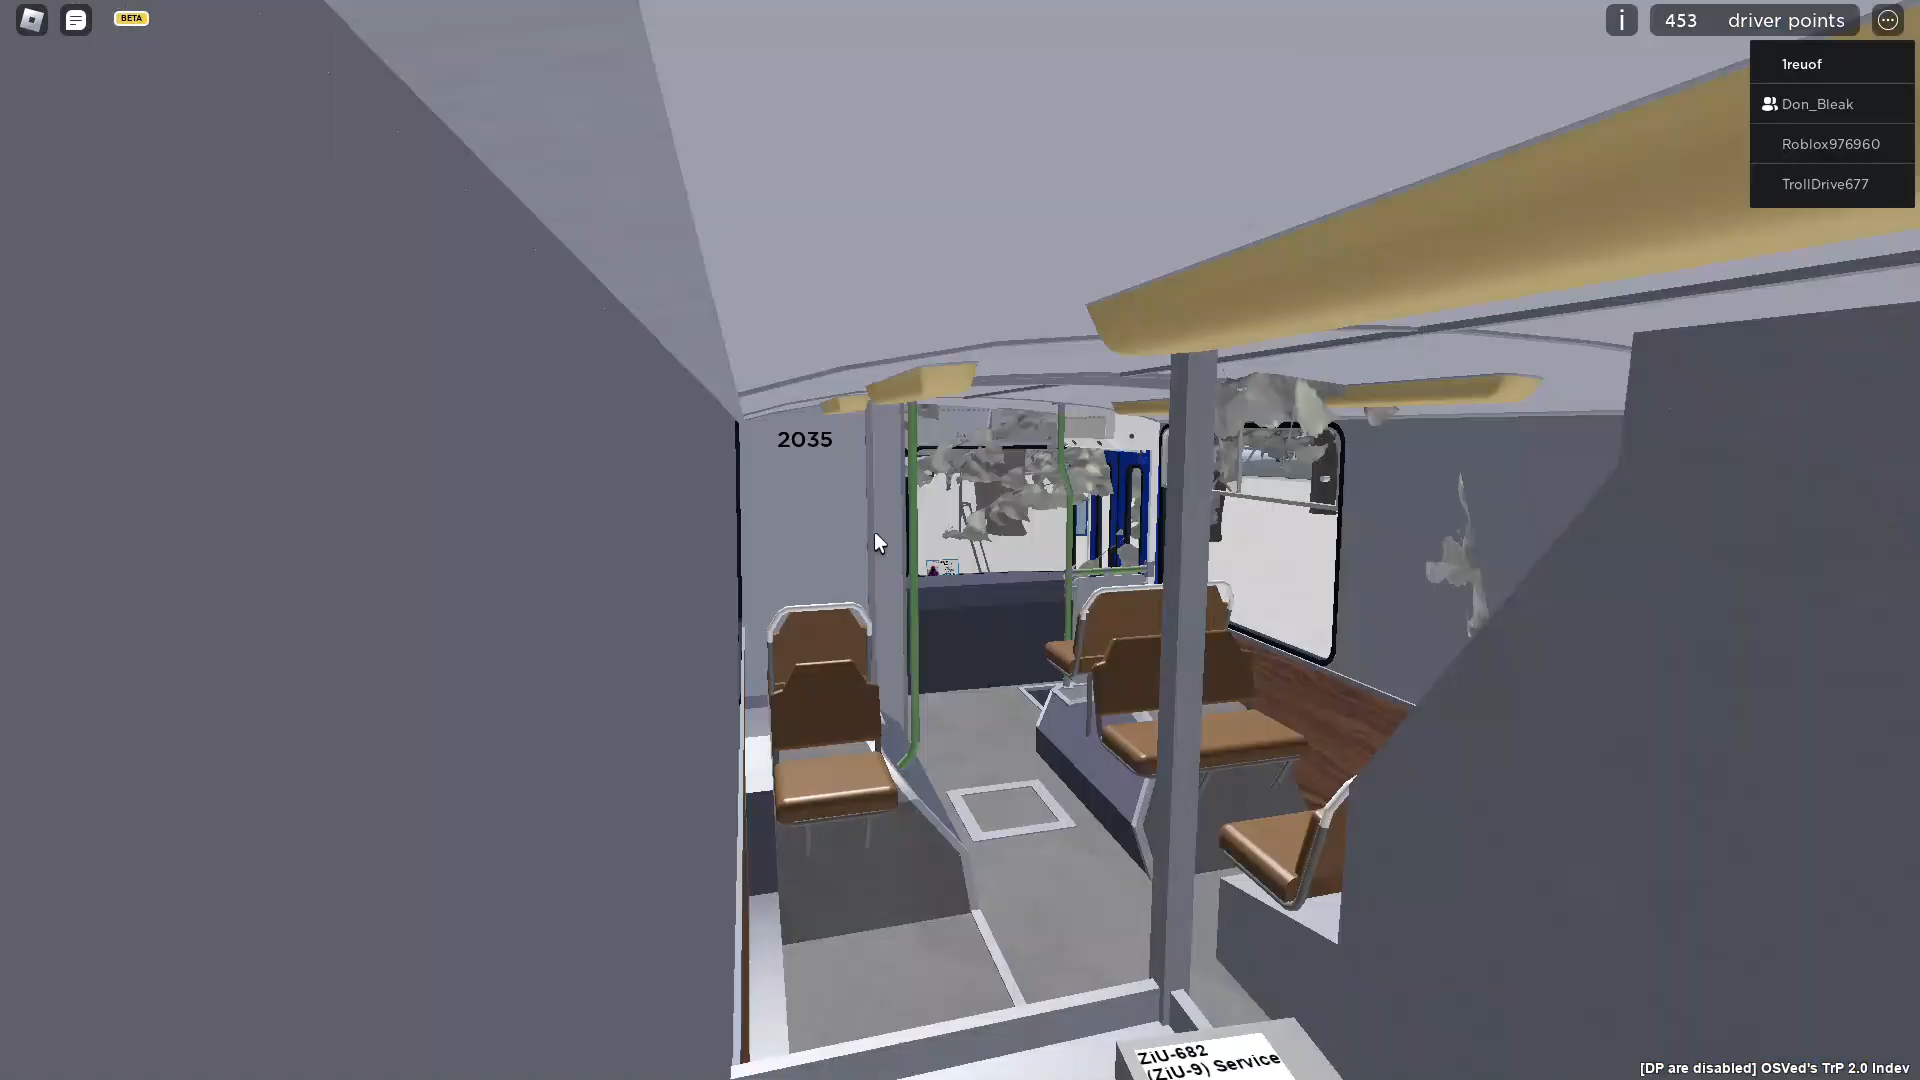 BETA
i
453 driver points
1reuof
Don_Bleak
Roblox976960
TrollDrive677
2035
ZiU-682
(ZiU-9) Service
[DP are disabled] OSVed's TrP 2.0 Indev